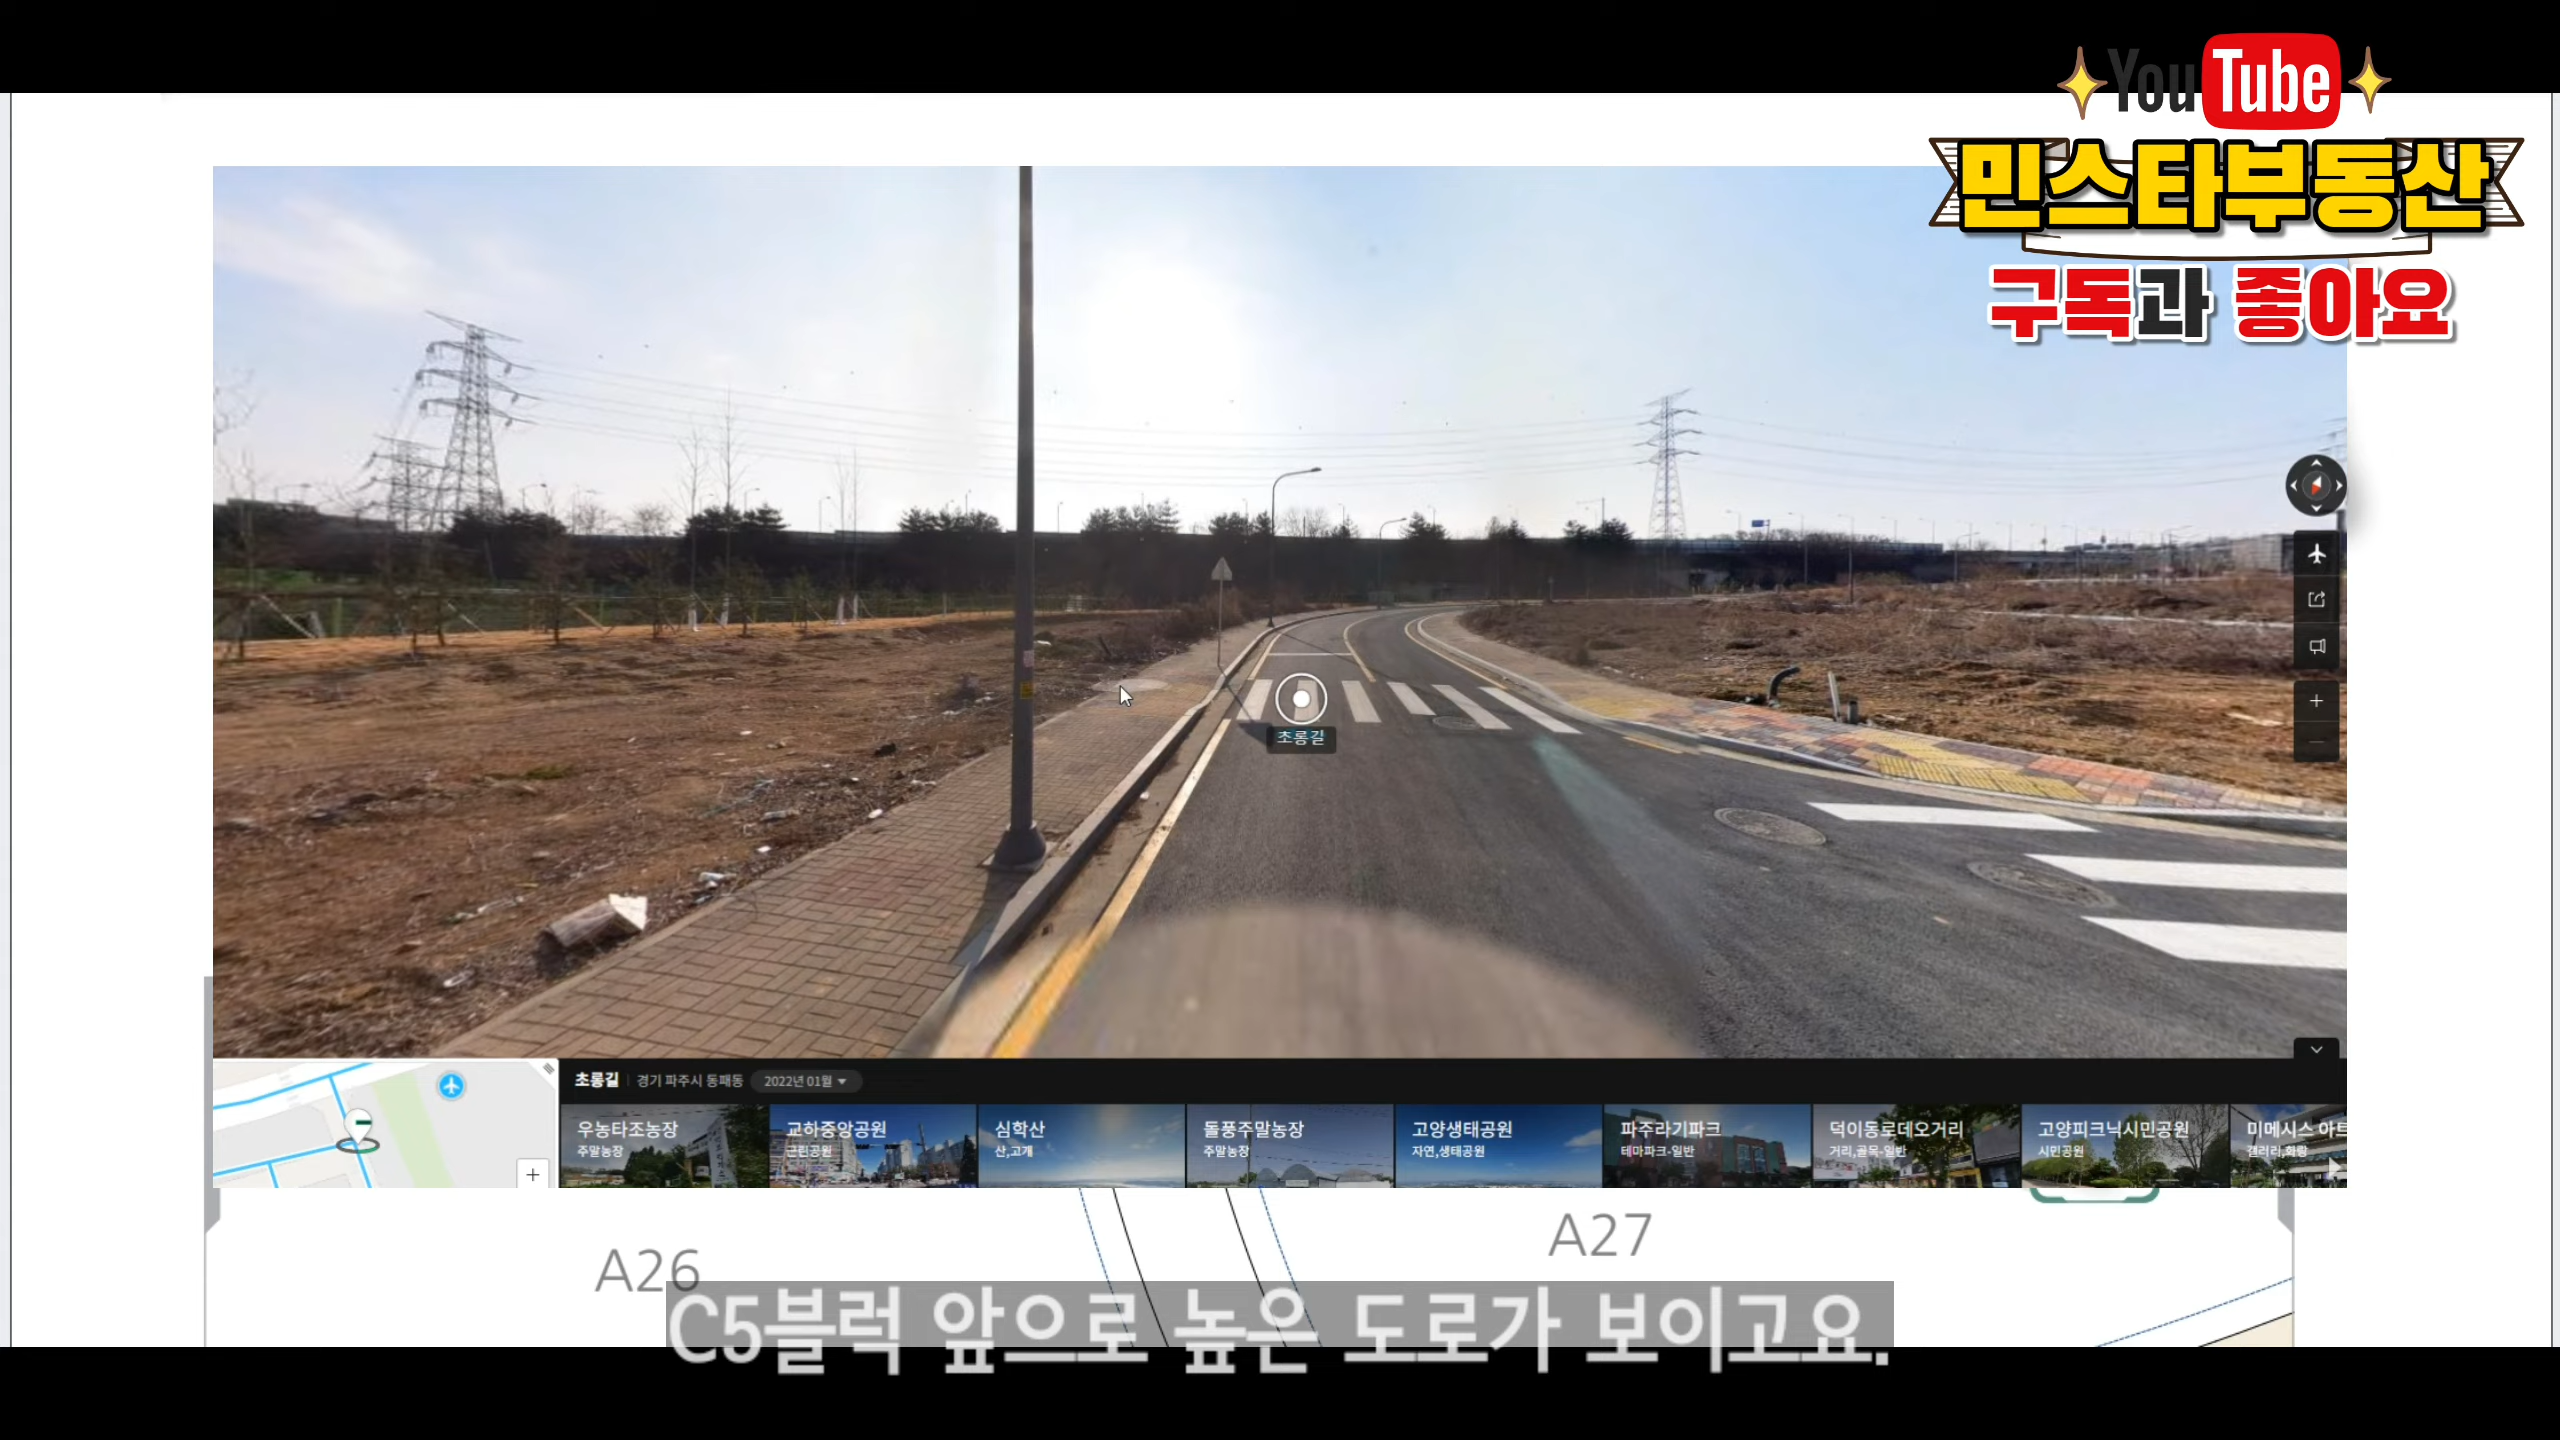 YouTube
민스타부동산
구독과 좋아요
초롱길
초롱길 경기 파주시 동패동 2022년 01월
우농타조농장
주말농장
교하중앙공원
근린공원
심학산
산,고개
돌풍주말농장
주말농장
고양생태공원
자연,생태공원
파주라기파크
테마파크-일반
덕이동로데오거리
거리,골목-일반
고양피크닉시민공원
시민공원
미메시스 아트
갤러리,화랑
A26
A27
C5블럭 앞으로 높은 도로가 보이고요.